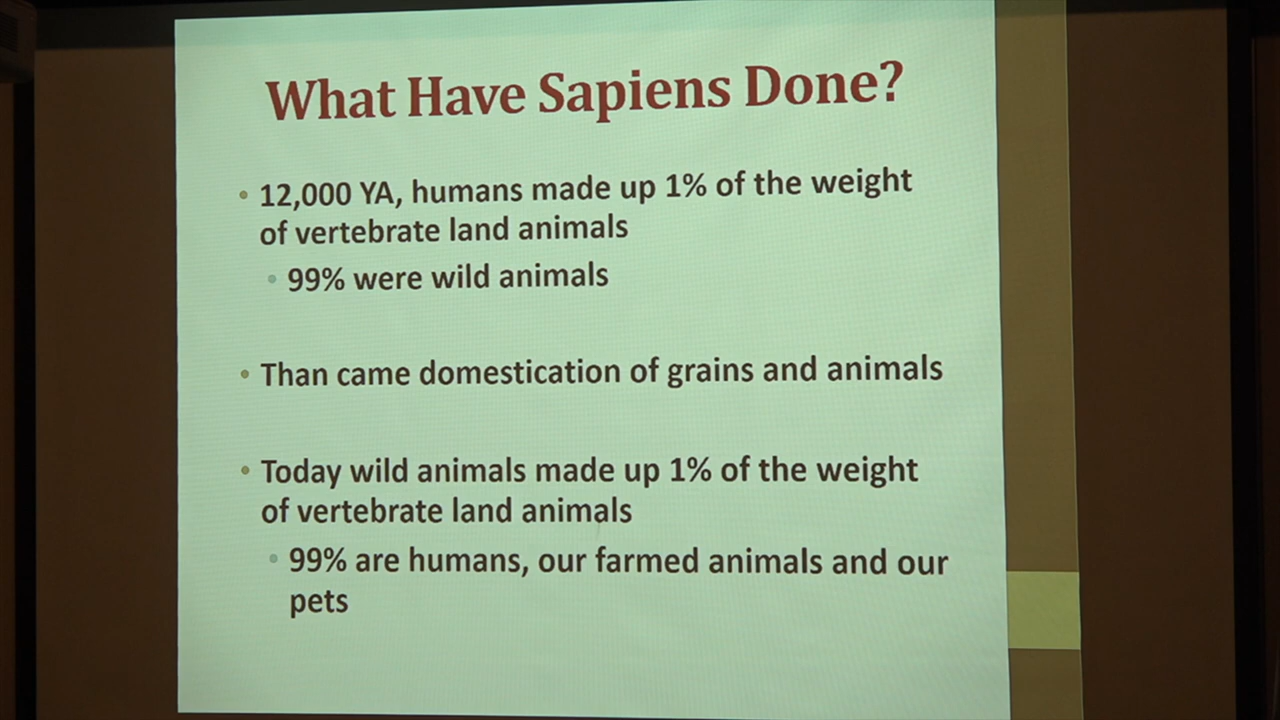 What Have Sapiens Done?
• 12,000 YA, humans made up 1% of the weight
of vertebrate land animals
• 99% were wild animals
• Than came domestication of grains and animals
• Today wild animals made up 1% of the weight
of vertebrate land animals
• 99% are humans, our farmed animals and our
pets